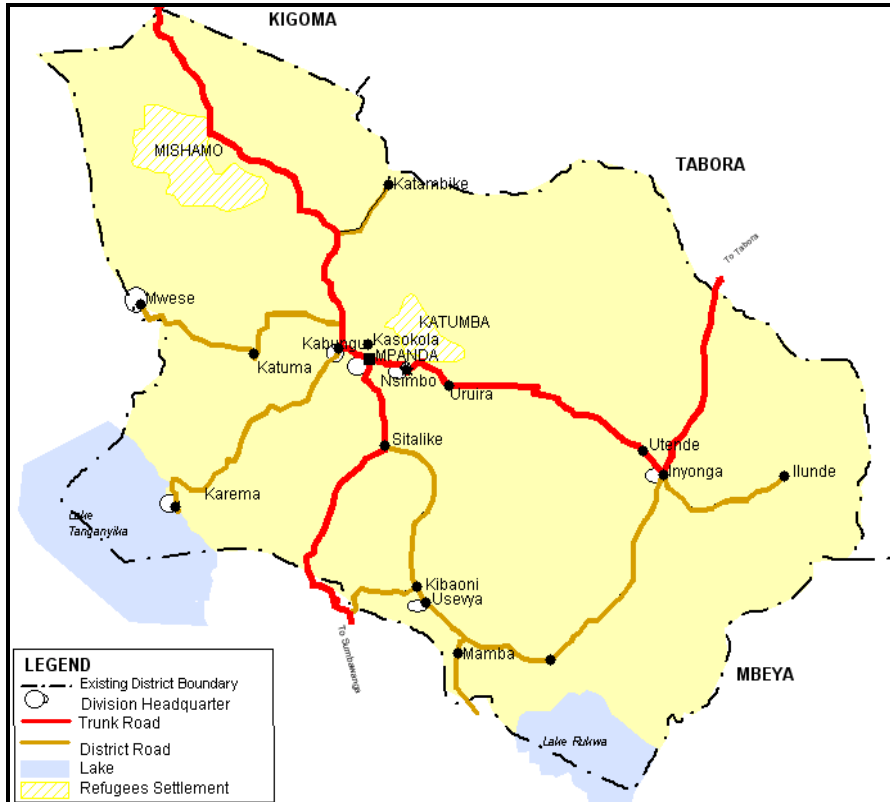 KIGOMA
MISHAMO
TABORA
Katambike
To Tabora
Mwese
KATUMBA
Kasokola
Kabungu
MPANDA
Katuma
Nsimbo
Uruira
Sitalike
Utende
Inyonga
Ilunde
Karema
Lake
Tanganyika
Kibaoni
Usevya
To Sumbawanga
Mamba
MBEYA
Lake Rukwa
LEGEND
Existing District Boundary
Division Headquarter
Trunk Road
District Road
Lake
Refugees Settlement